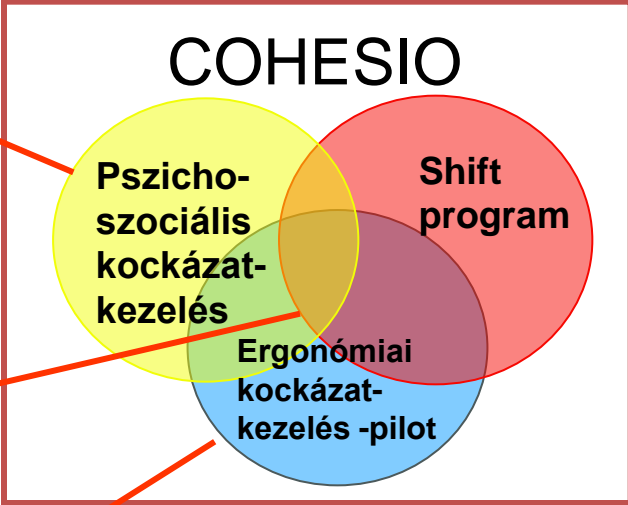 COHESIO
Pszicho-
szociális
kockázat-
kezelés
Shift
program
Ergonómiai
kockázat-
kezelés -pilot